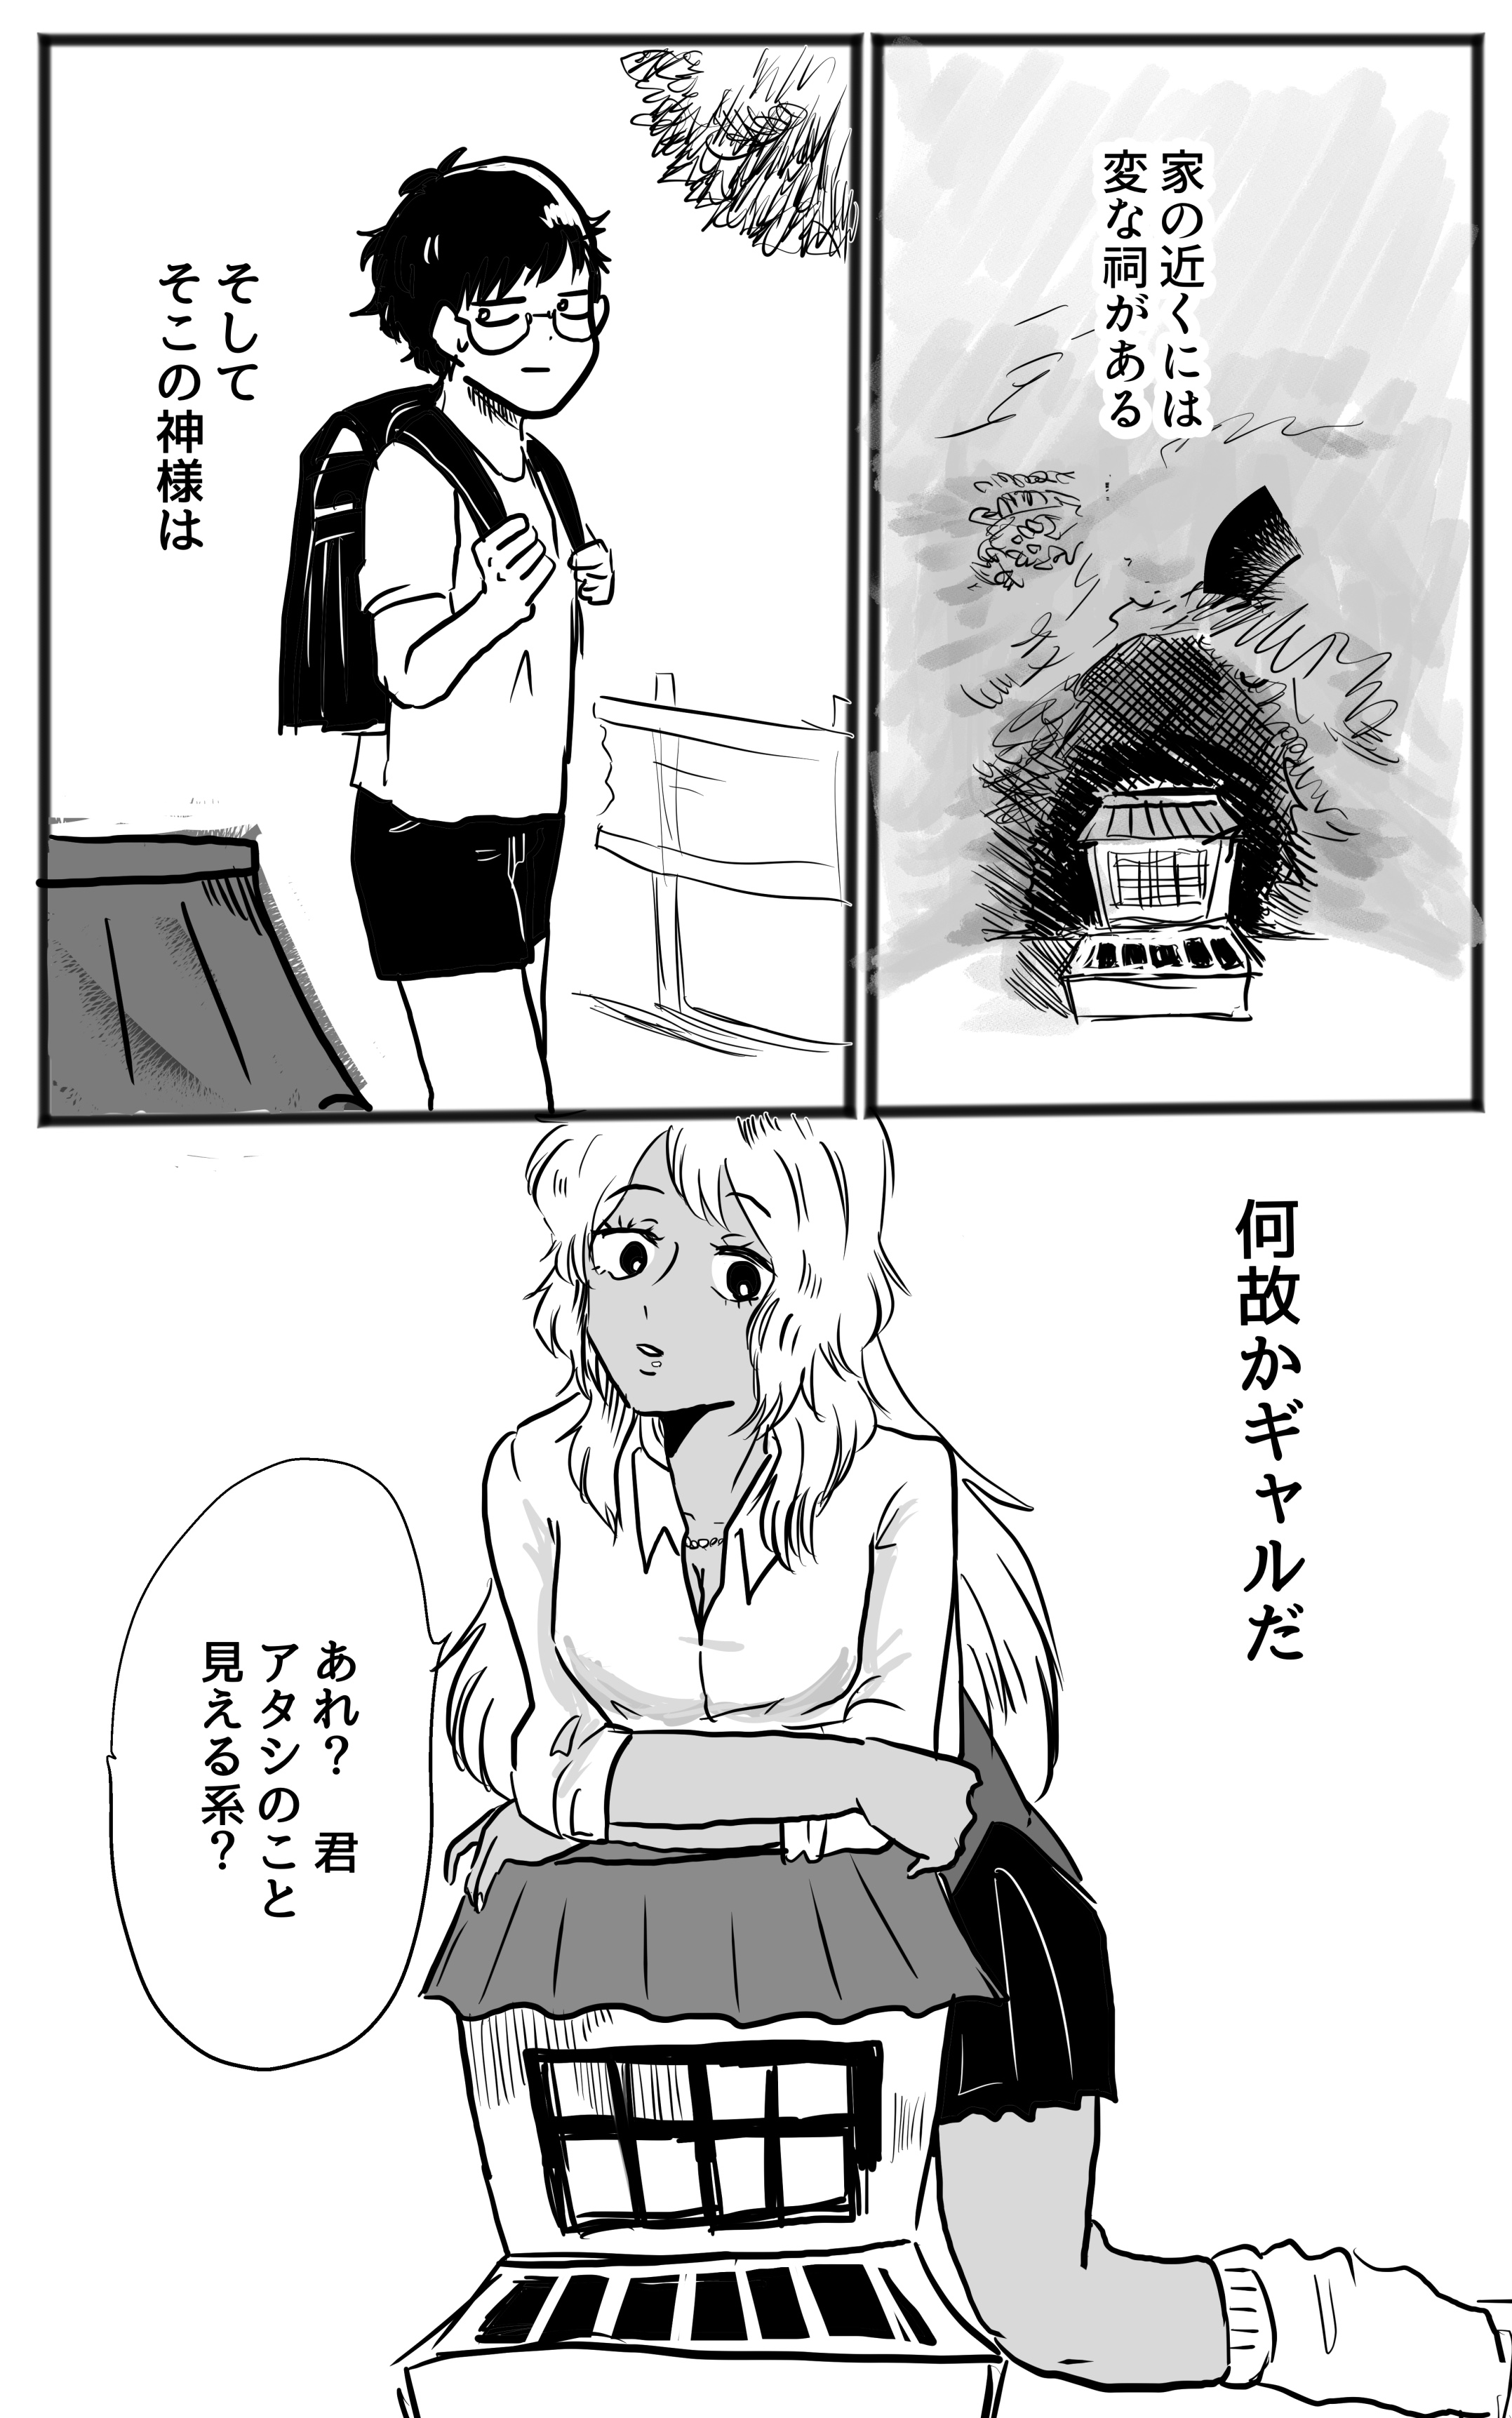 家の近くには
変な祠がある
そして
そこの神様は
何故かギャルだ
あれ？　君
アタシのこと
見える系？